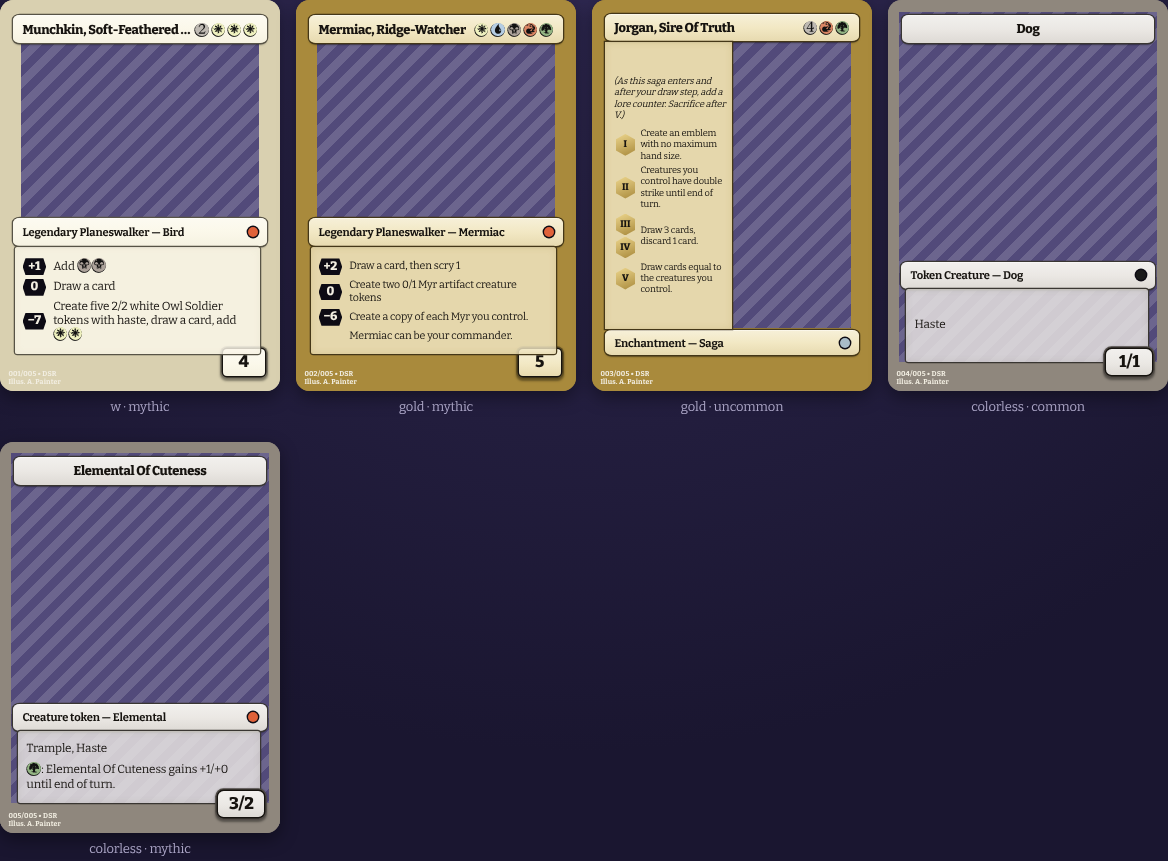 Munchkin, Soft-Feathered ... 2
Legendary Planeswalker — Bird
+1 Add
0 Draw a card
−7 Create five 2/2 white Owl Soldier
tokens with haste, draw a card, add
4
001/005 • DSR
Illus. A. Painter
w · mythic
Mermiac, Ridge-Watcher
Legendary Planeswalker — Mermiac
+2 Draw a card, then scry 1
0 Create two 0/1 Myr artifact creature
tokens
−6 Create a copy of each Myr you control.
Mermiac can be your commander.
5
002/005 • DSR
Illus. A. Painter
gold · mythic
Jorgan, Sire Of Truth 4
(As this saga enters and
after your draw step, add a
lore counter. Sacrifice after
V.)
I Create an emblem
with no maximum
hand size.
II Creatures you
control have double
strike until end of
turn.
III
IV Draw 3 cards,
discard 1 card.
V Draw cards equal to
the creatures you
control.
Enchantment — Saga
003/005 • DSR
Illus. A. Painter
gold · uncommon
Dog
Token Creature — Dog
Haste
1/1
004/005 • DSR
Illus. A. Painter
colorless · common
Elemental Of Cuteness
Creature token — Elemental
Trample, Haste
: Elemental Of Cuteness gains +1/+0
until end of turn.
3/2
005/005 • DSR
Illus. A. Painter
colorless · mythic